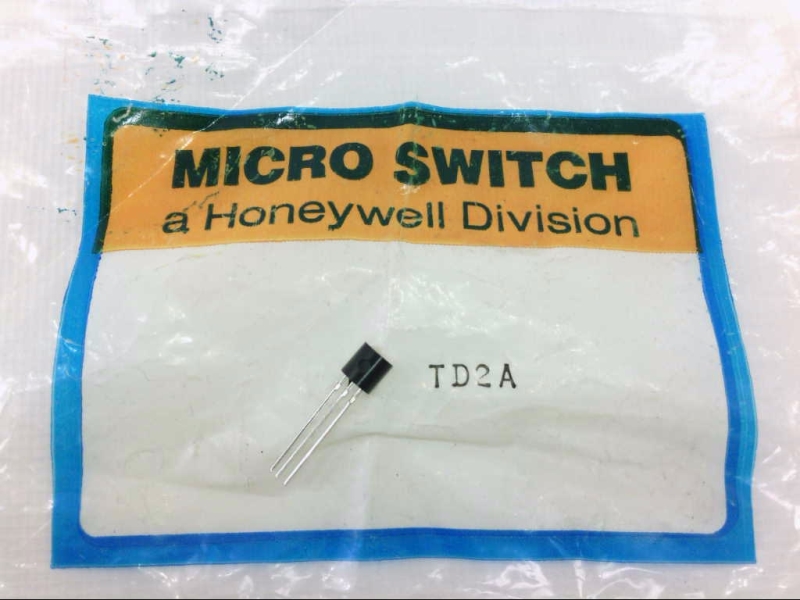 MICRO SWITCH
a Honeywell Division
TD2A